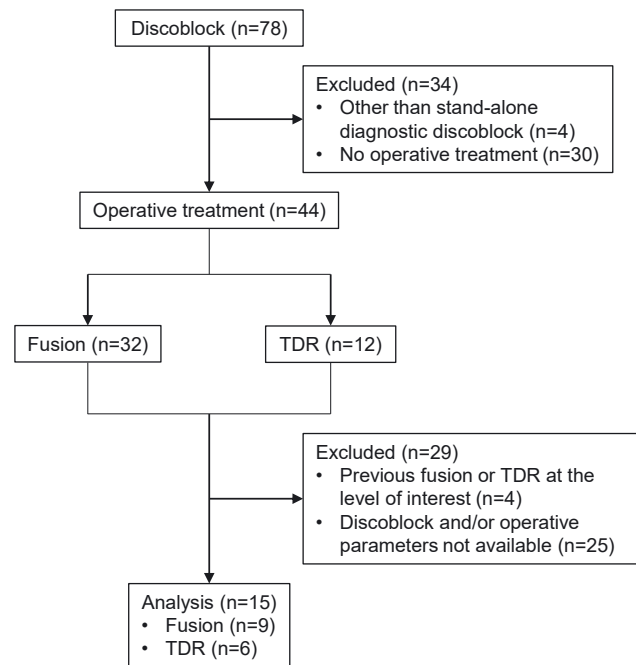 Discoblock (n=78)
Excluded (n=34)
• Other than stand-alone
diagnostic discoblock (n=4)
• No operative treatment (n=30)
Operative treatment (n=44)
Fusion (n=32)
TDR (n=12)
Excluded (n=29)
• Previous fusion or TDR at the
level of interest (n=4)
• Discoblock and/or operative
parameters not available (n=25)
Analysis (n=15)
• Fusion (n=9)
• TDR (n=6)